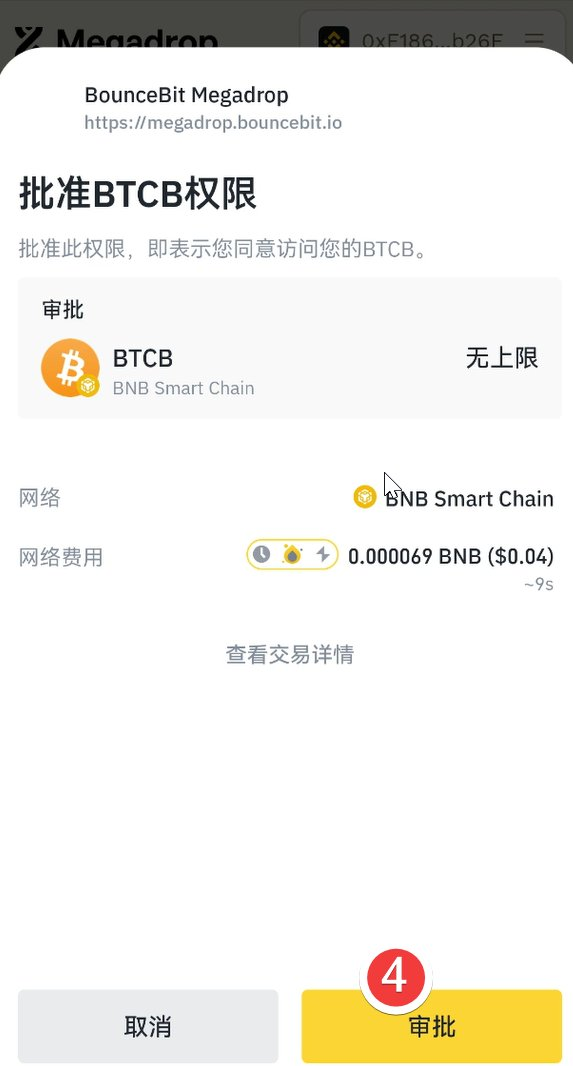 Megadrop
0xF186...b26F
BounceBit Megadrop
https://megadrop.bouncebit.io
批准BTCB权限
批准此权限，即表示您同意访问您的BTCB。
审批
BTCB
无上限
BNB Smart Chain
网络
BNB Smart Chain
网络费用
0.000069 BNB ($0.04)
~9s
查看交易详情
4
取消
审批